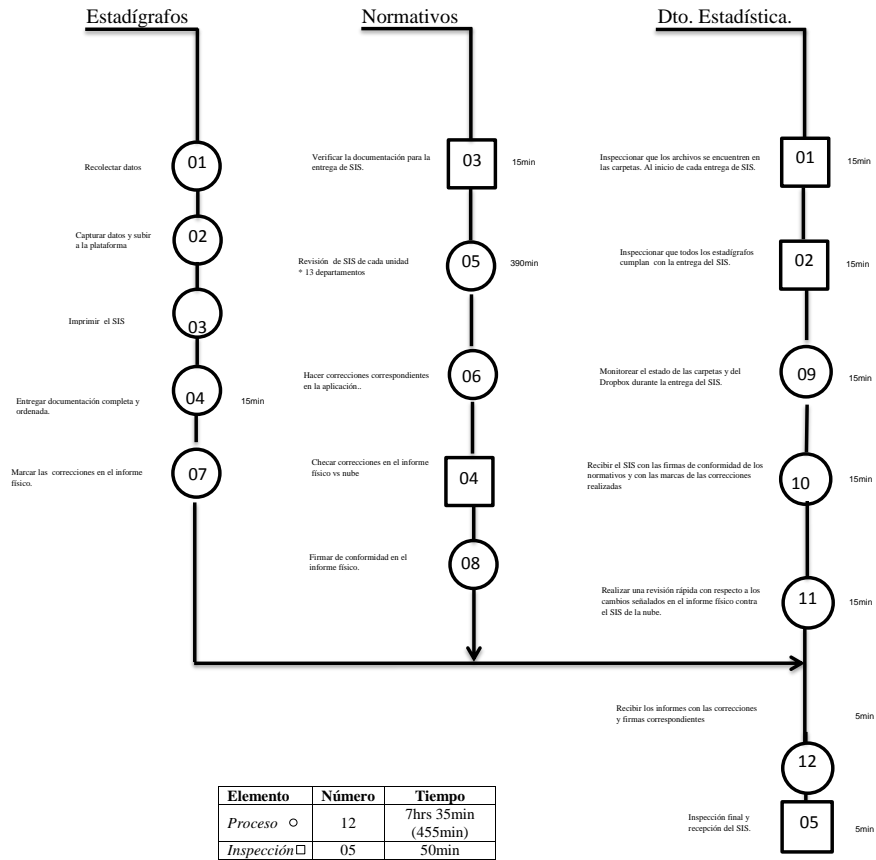 Estadígrafos
Normativos
Dto. Estadística.
01
Recolectar datos
02
Capturar datos y subir
a la plataforma
03
Imprimir el SIS
04
Entregar documentación completa y
ordenada.
15min
07
Marcar las correcciones en el informe
físico.
Verificar la documentación para la
entrega de SIS.
03
15min
Revisión de SIS de cada unidad
* 13 departamentos
05
390min
Hacer correcciones correspondientes
en la aplicación..
06
Checar correcciones en el informe
físico vs nube
04
Firmar de conformidad en el
informe físico.
08
Inspeccionar que los archivos se encuentren en
las carpetas. Al inicio de cada entrega de SIS.
01
15min
Inspeccionar que todos los estadígrafos
cumplan con la entrega del SIS.
02
15min
Monitorear el estado de las carpetas y del
Dropbox durante la entrega del SIS.
09
15min
Recibir el SIS con las firmas de conformidad de los
normativos y con las marcas de las correcciones
realizadas
10
15min
Realizar una revisión rápida con respecto a los
cambios señalados en el informe físico contra
el SIS de la nube.
11
15min
Recibir los informes con las correcciones
y firmas correspondientes
5min
12
Inspección final y
recepción del SIS.
05
5min
Elemento Número Tiempo
Proceso 12 7hrs 35min
(455min)
Inspección 05 50min